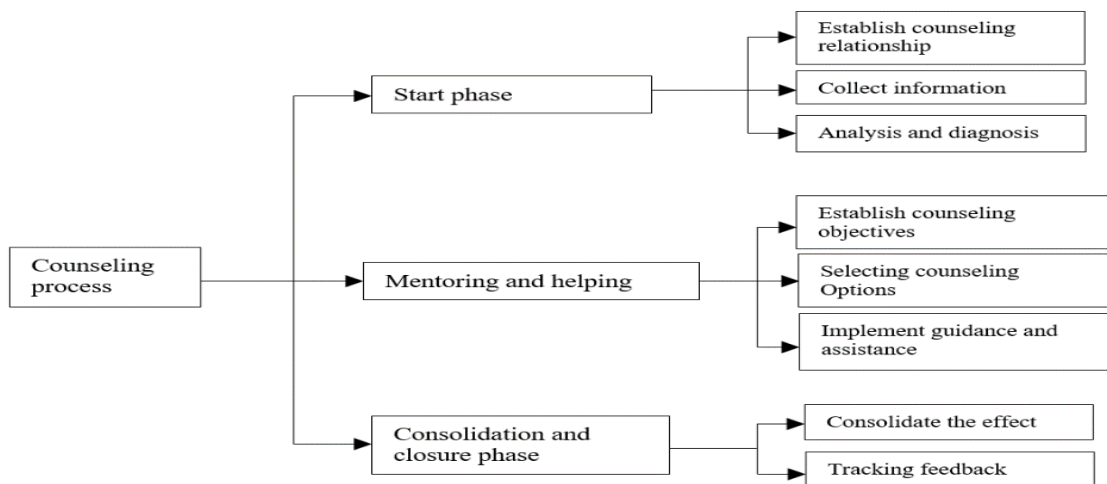 Establish counseling
relationship
Start phase
Collect information
Analysis and diagnosis
Establish counseling
objectives
Counseling
process
Mentoring and helping
Selecting counseling
Options
Implement guidance and
assistance
Consolidation and
closure phase
Consolidate the effect
Tracking feedback